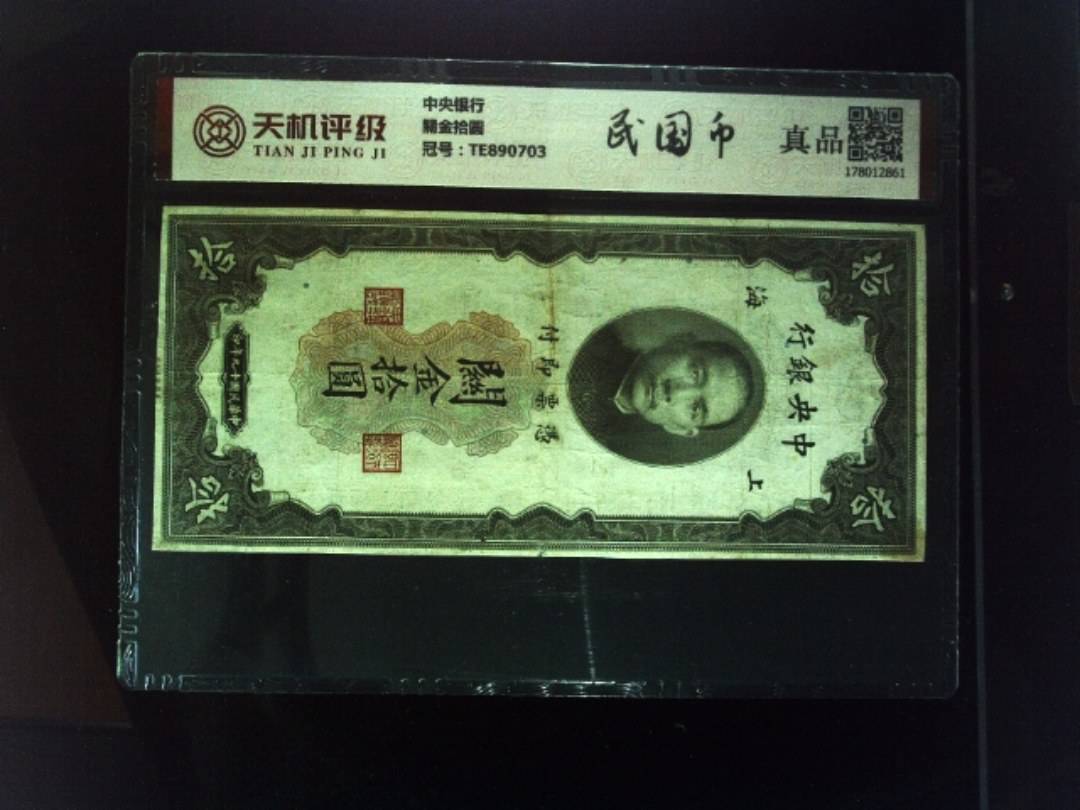 天机评级
TIAN JI PING JI
中央银行
關金拾圓
冠号：TE890703
民国币
真品
178012861
拾
拾
中央銀行
上海
憑票即付
關金拾圓
拾
拾